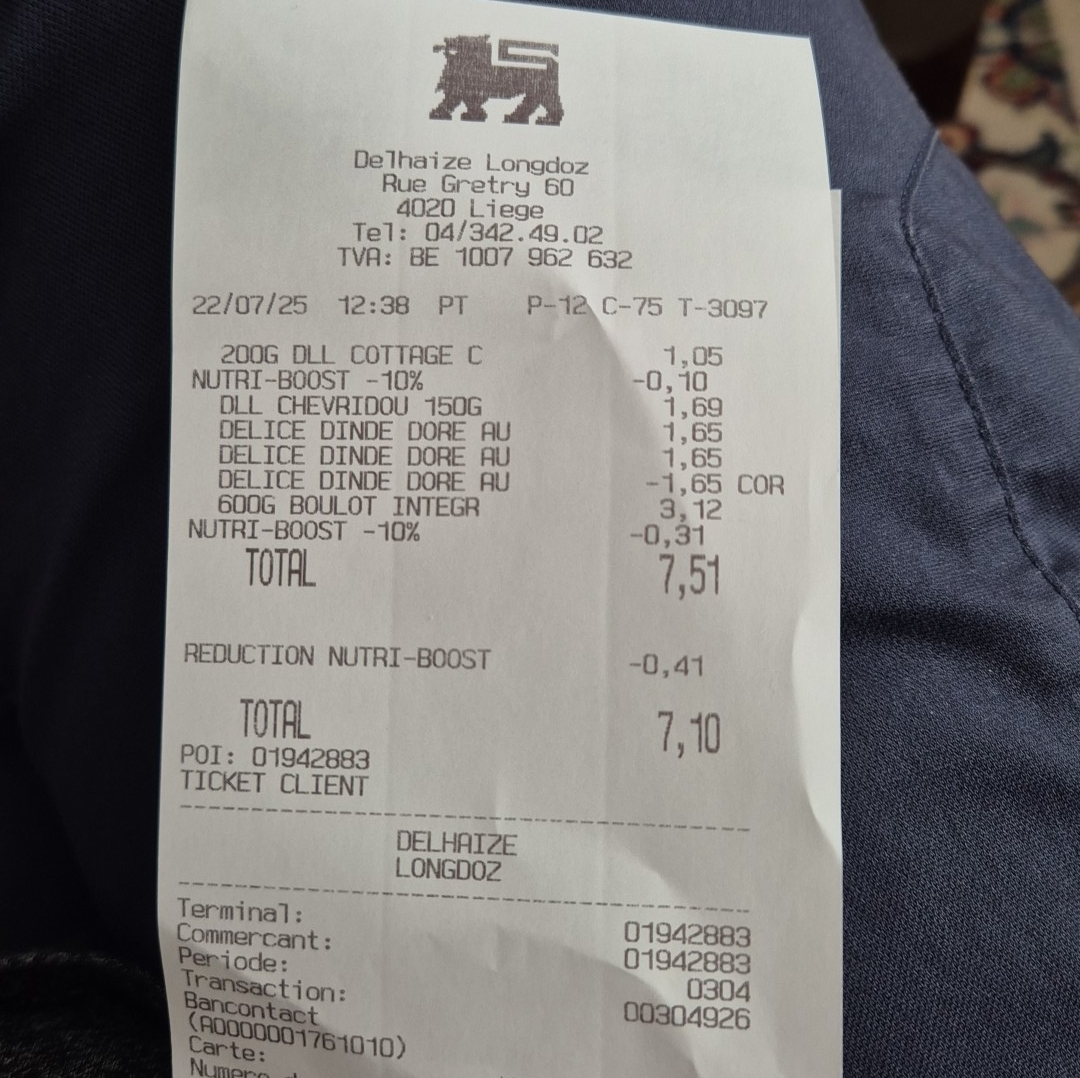 Delhaize Longdoz
Rue Gretry 60
4020 Liege
Tel: 04/342.49.02
TVA: BE 1007 962 632
22/07/25 12:38 PT P-12 C-75 T-3097
200G DLL COTTAGE C 1,05
NUTRI-BOOST -10% -0,10
DLL CHEVRIDOU 150G 1,69
DELICE DINDE DORE AU 1,65
DELICE DINDE DORE AU 1,65
DELICE DINDE DORE AU -1,65 COR
600G BOULOT INTEGR 3,12
NUTRI-BOOST -10% -0,31
TOTAL 7,51
REDUCTION NUTRI-BOOST -0,41
TOTAL 7,10
POI: 01942883
TICKET CLIENT
DELHAIZE
LONGDOZ
Terminal: 01942883
Commercant: 01942883
Periode: 0304
Transaction: 00304926
Bancontact
(A0000001761010)
Carte:
Numero